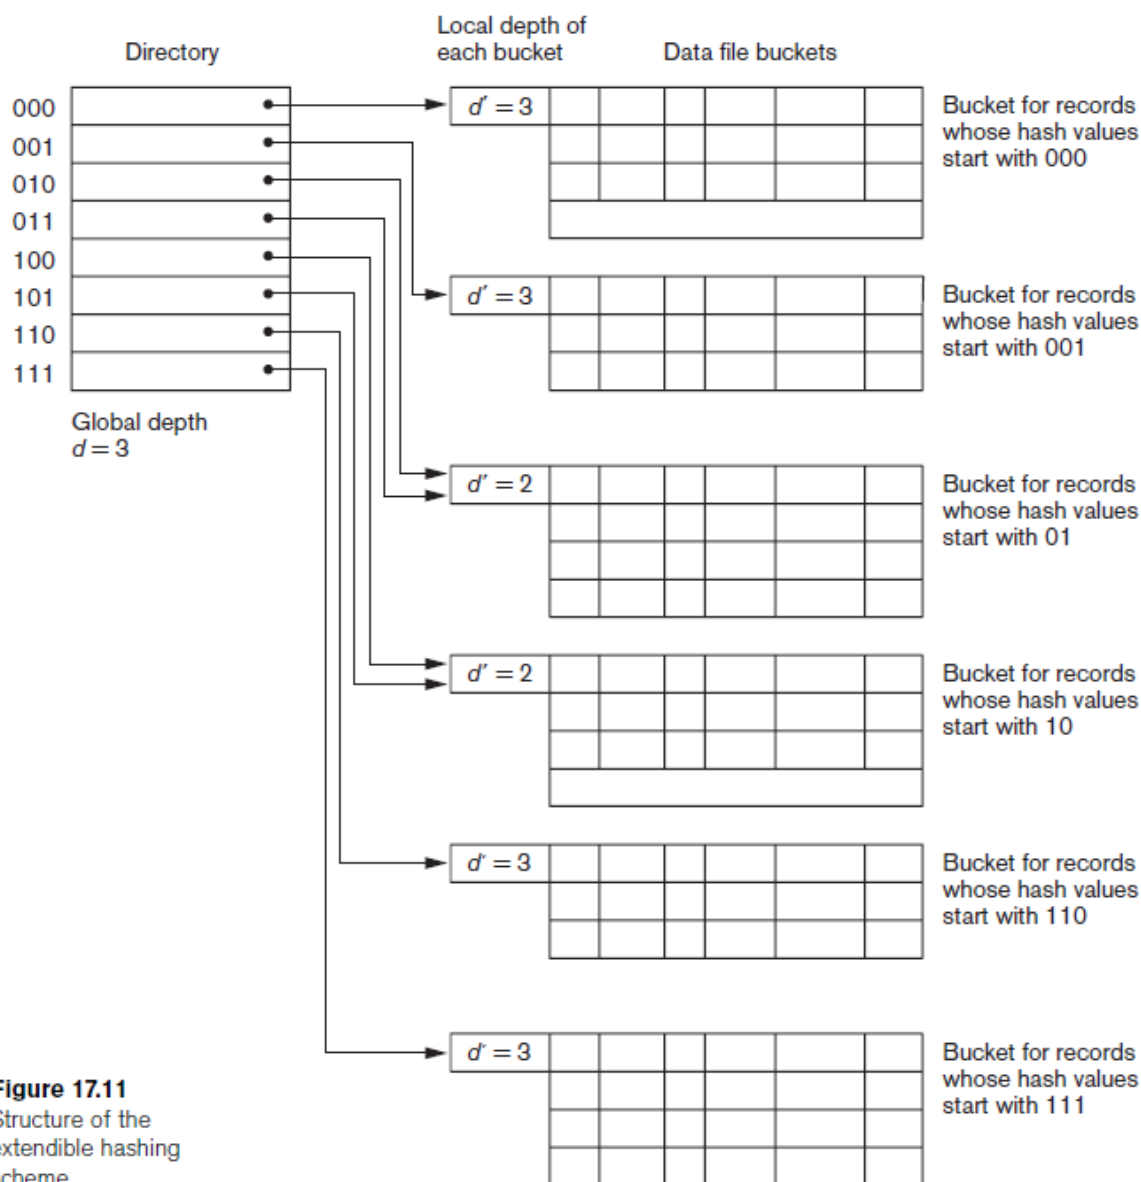 Directory
Local depth of
each bucket
Data file buckets
000
001
010
011
100
101
110
111
Global depth
d = 3
d′ = 3
Bucket for records
whose hash values
start with 000
d′ = 3
Bucket for records
whose hash values
start with 001
d′ = 2
Bucket for records
whose hash values
start with 01
d′ = 2
Bucket for records
whose hash values
start with 10
d′ = 3
Bucket for records
whose hash values
start with 110
d′ = 3
Bucket for records
whose hash values
start with 111
Figure 17.11
Structure of the
extendible hashing
scheme